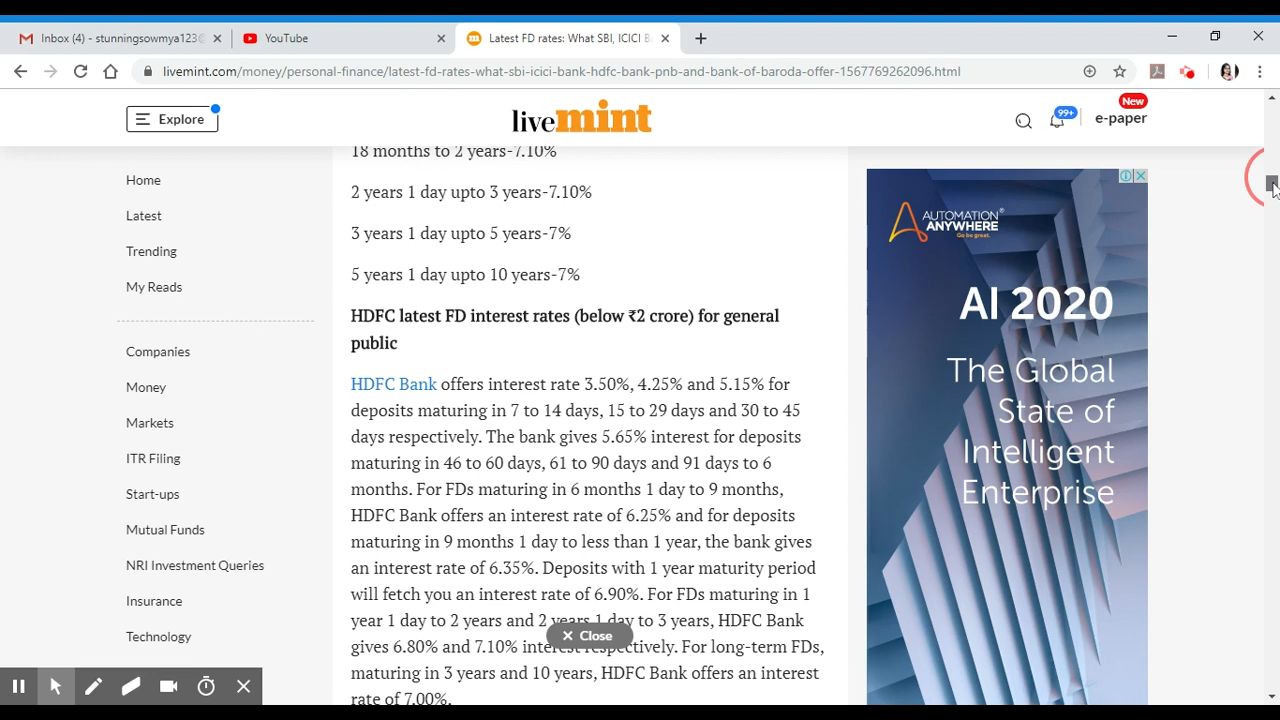 Inbox (4) - stunningsowmya123@
YouTube
Latest FD rates: What SBI, ICICI B
livemint.com/money/personal-finance/latest-fd-rates-what-sbi-icici-bank-hdfc-bank-pnb-and-bank-of-baroda-offer-1567769262096.html
Explore
livemint
99+
New
e-paper
Home
Latest
Trending
My Reads
Companies
Money
Markets
ITR Filing
Start-ups
Mutual Funds
NRI Investment Queries
Insurance
Technology
18 months to 2 years-7.10%
2 years 1 day upto 3 years-7.10%
3 years 1 day upto 5 years-7%
5 years 1 day upto 10 years-7%
HDFC latest FD interest rates (below ₹2 crore) for general
public
HDFC Bank offers interest rate 3.50%, 4.25% and 5.15% for
deposits maturing in 7 to 14 days, 15 to 29 days and 30 to 45
days respectively. The bank gives 5.65% interest for deposits
maturing in 46 to 60 days, 61 to 90 days and 91 days to 6
months. For FDs maturing in 6 months 1 day to 9 months,
HDFC Bank offers an interest rate of 6.25% and for deposits
maturing in 9 months 1 day to less than 1 year, the bank gives
an interest rate of 6.35%. Deposits with 1 year maturity period
will fetch you an interest rate of 6.90%. For FDs maturing in 1
year 1 day to 2 years and 2 years 1 day to 3 years, HDFC Bank
gives 6.80% and 7.10% interest respectively. For long-term FDs,
maturing in 3 years and 10 years, HDFC Bank offers an interest
rate of 7.00%.
Close
AUTOMATION
ANYWHERE
Go be great.
AI 2020
The Global
State of
Intelligent
Enterprise